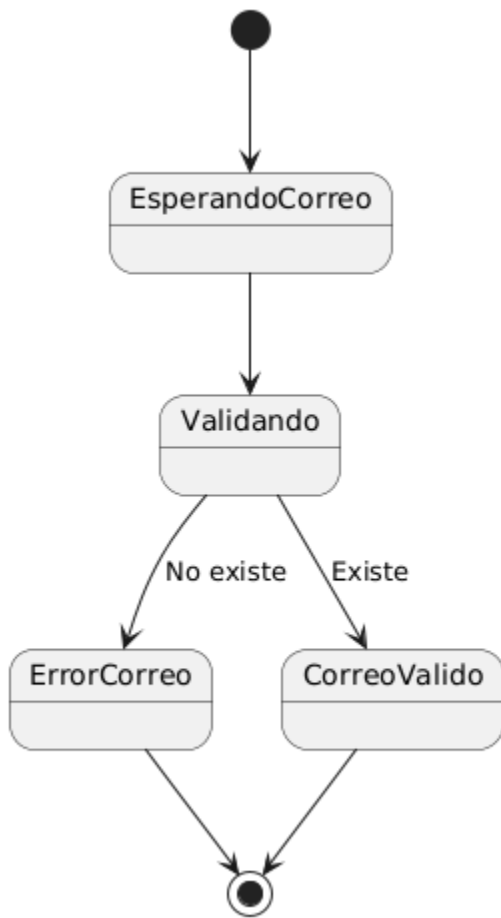 EsperandoCorreo
Validando
No existe
Existe
ErrorCorreo
CorreoValido